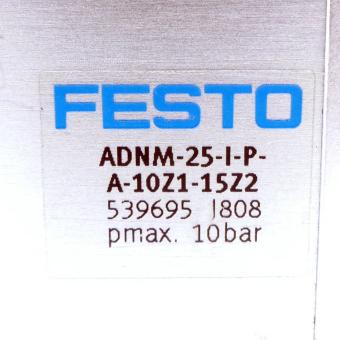 FESTO
ADNM-25-I-P-
A-10Z1-15Z2
539695 J808
pmax. 10bar